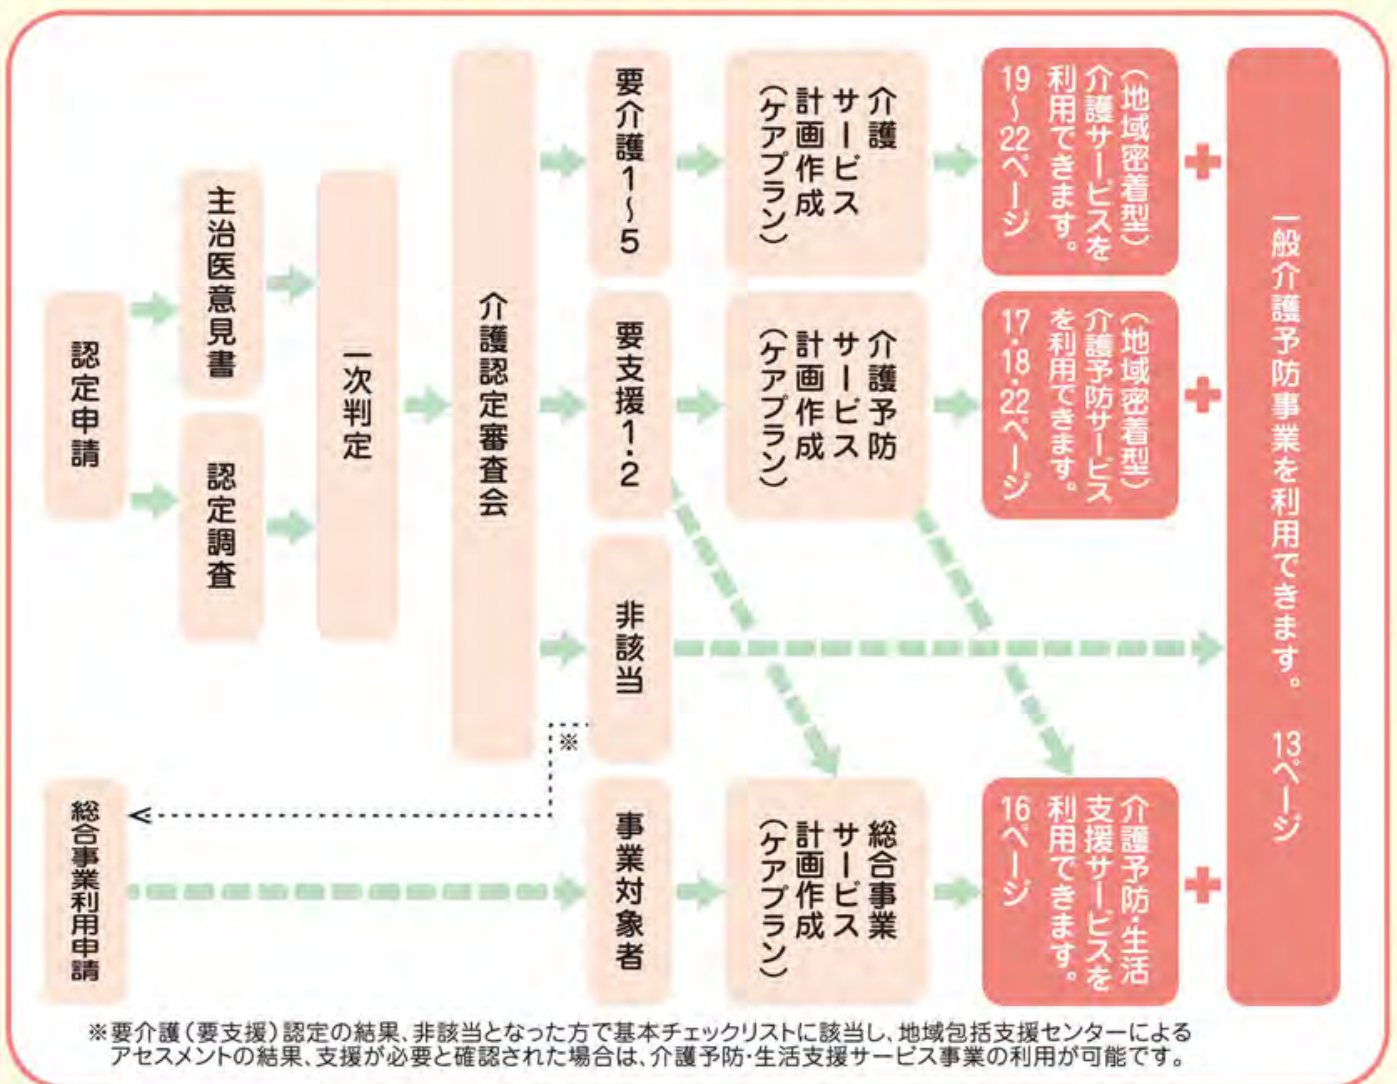 認定申請
主治医意見書
認定調査
一次判定
介護認定審査会
要介護1～5
介護
サービス
計画作成
（ケアプラン）
（地域密着型）
介護サービスを
利用できます。
19～22ページ
要支援1・2
介護予防
サービス
計画作成
（ケアプラン）
（地域密着型）
介護予防サービス
を利用できます。
17・18・22ページ
非該当
※
総合事業利用申請
事業対象者
総合事業
サービス
計画作成
（ケアプラン）
介護予防・生活
支援サービスを
利用できます。
16ページ
一般介護予防事業を利用できます。　13ページ
※要介護（要支援）認定の結果、非該当となった方で基本チェックリストに該当し、地域包括支援センターによる
アセスメントの結果、支援が必要と確認された場合は、介護予防・生活支援サービス事業の利用が可能です。